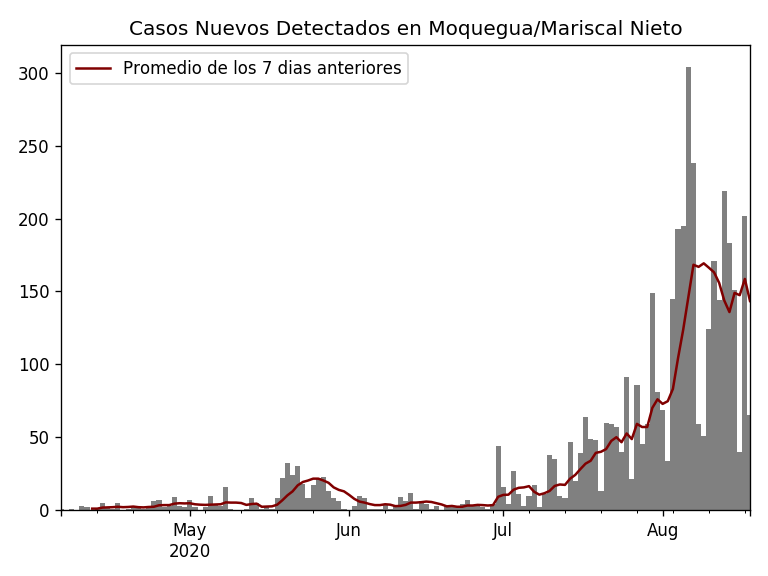 Casos Nuevos Detectados en Moquegua/Mariscal Nieto
Promedio de los 7 dias anteriores
300
250
200
150
100
50
0
May
2020
Jun
Jul
Aug